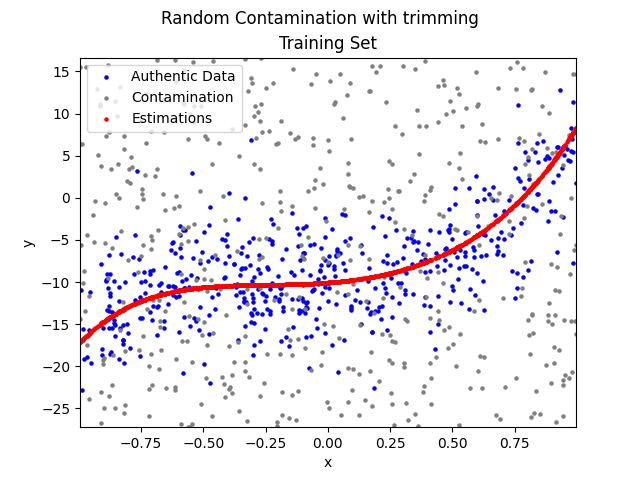 Random Contamination with trimming
Training Set
Authentic Data
Contamination
Estimations
15
10
5
0
−5
−10
−15
−20
−25
y
−0.75 −0.50 −0.25 0.00 0.25 0.50 0.75
x